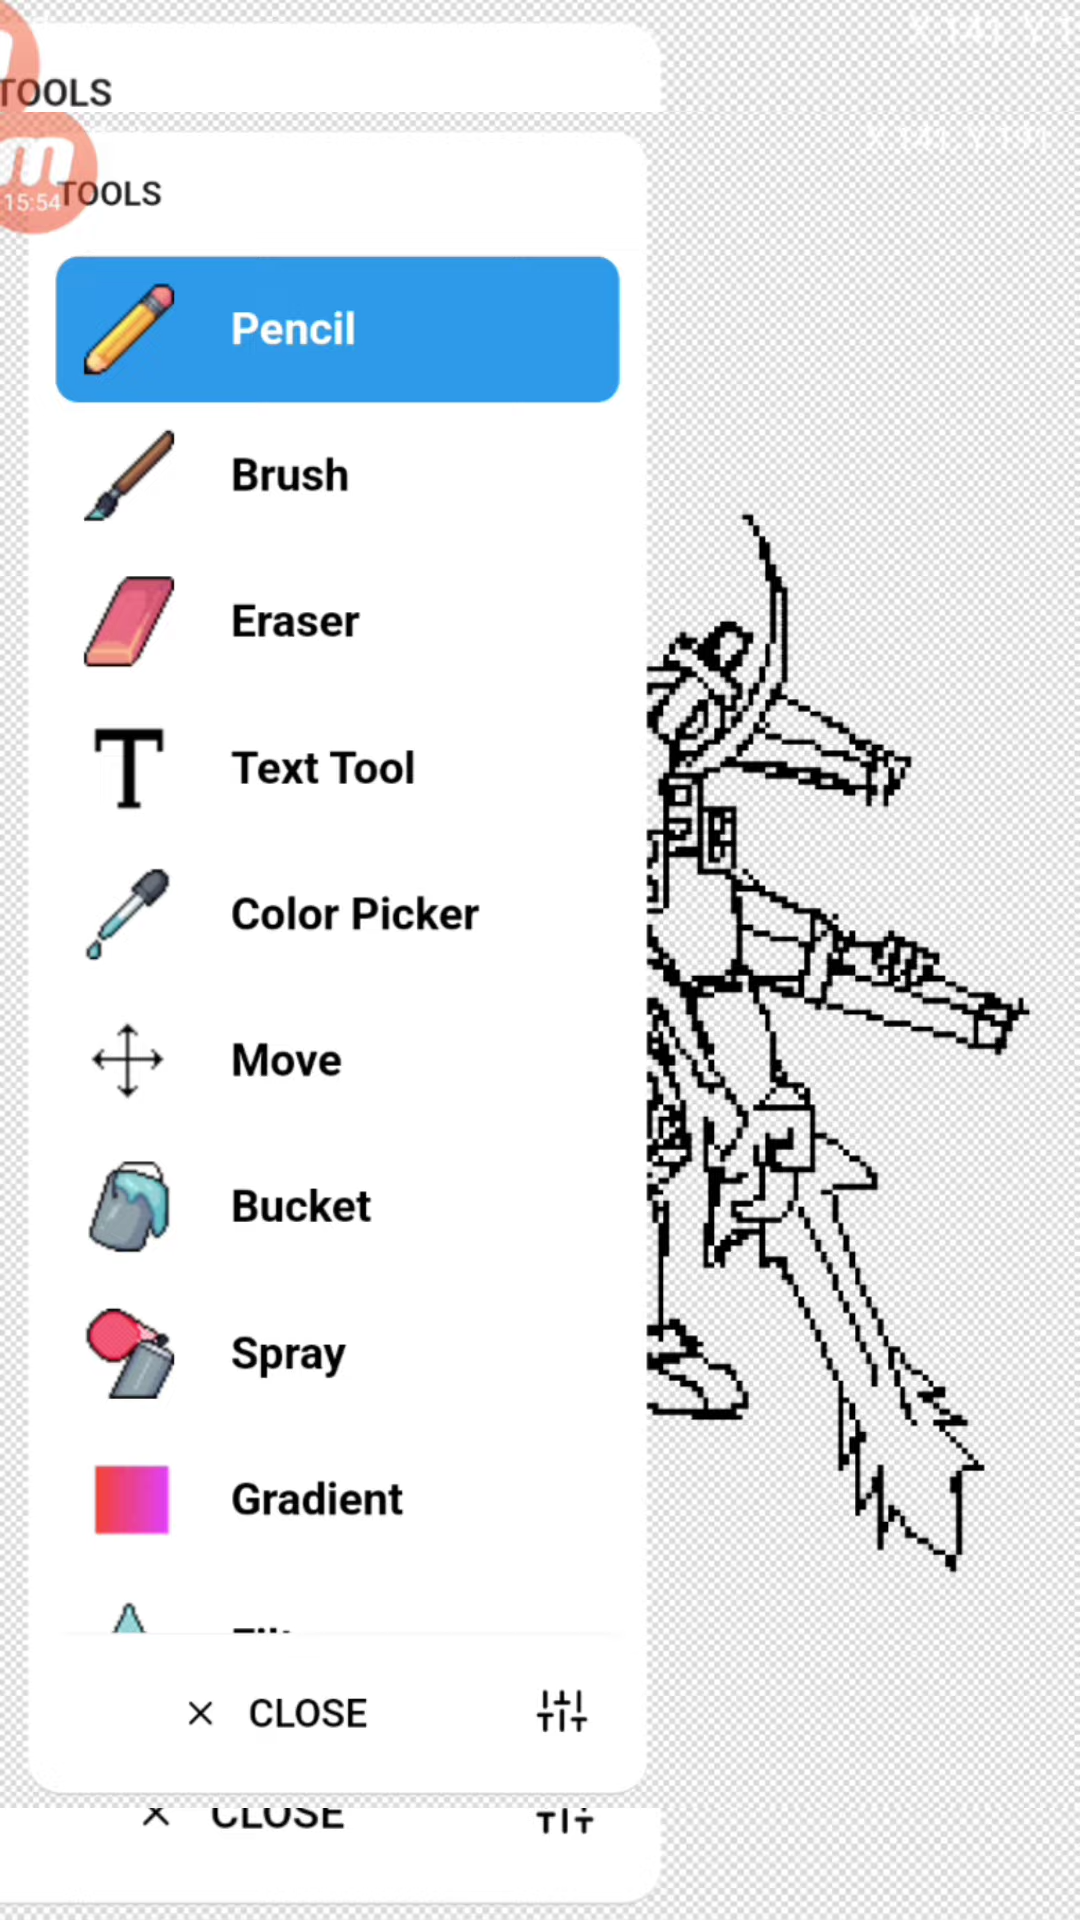 TOOLS
m
15:54
TOOLS
Pencil
Brush
Eraser
Text Tool
Color Picker
Move
Bucket
Spray
Gradient
CLOSE
CLOSE